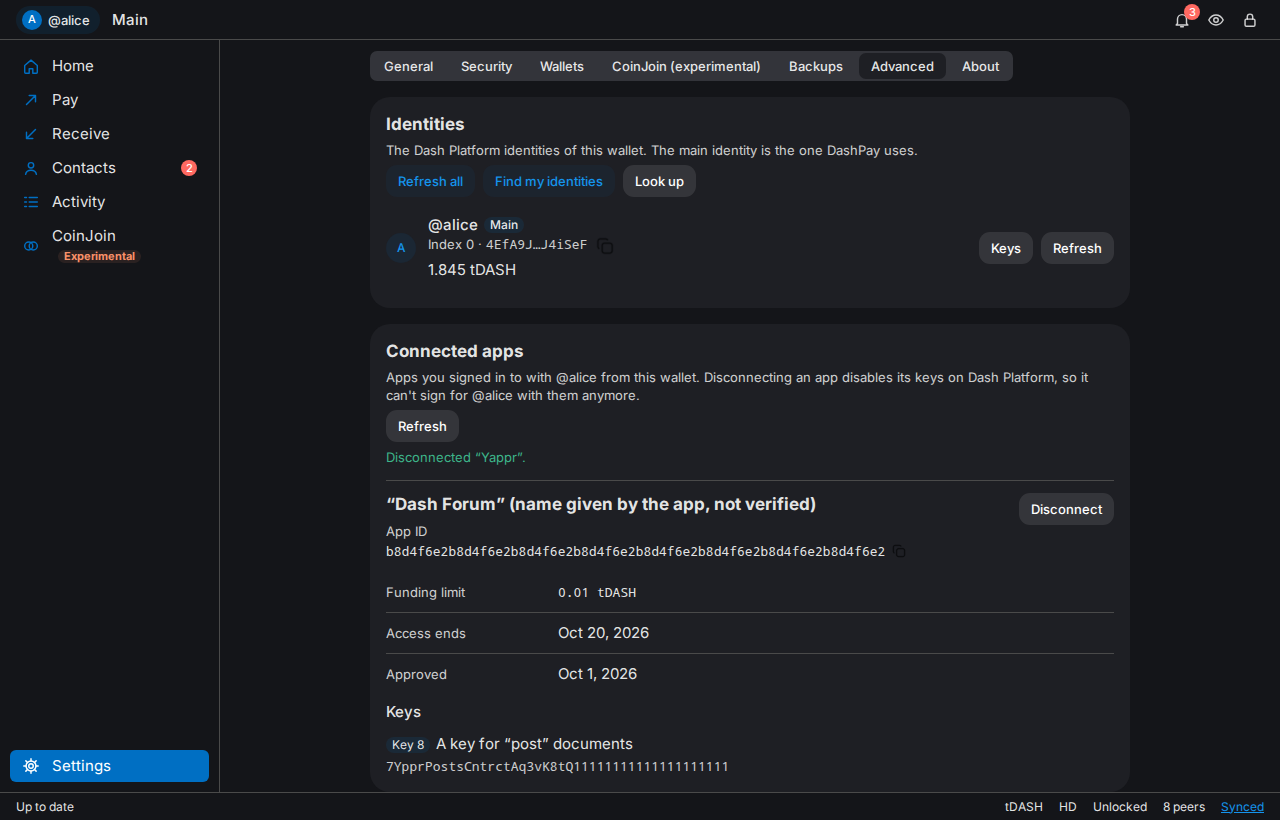 A @alice Main 3
Home
Pay
Receive
Contacts 2
Activity
CoinJoin
Experimental
Settings
General Security Wallets CoinJoin (experimental) Backups Advanced About
Identities
The Dash Platform identities of this wallet. The main identity is the one DashPay uses.
Refresh all Find my identities Look up
A
@alice Main
Index 0 · 4EfA9J…J4iSeF
1.845 tDASH
Keys Refresh
Connected apps
Apps you signed in to with @alice from this wallet. Disconnecting an app disables its keys on Dash Platform, so it
can't sign for @alice with them anymore.
Refresh
Disconnected “Yappr”.
“Dash Forum” (name given by the app, not verified) Disconnect
App ID
b8d4f6e2b8d4f6e2b8d4f6e2b8d4f6e2b8d4f6e2b8d4f6e2b8d4f6e2b8d4f6e2
Funding limit 0.01 tDASH
Access ends Oct 20, 2026
Approved Oct 1, 2026
Keys
Key 8 A key for “post” documents
7YpprPostsCntrctAq3vK8tQ11111111111111111111
Up to date tDASH HD Unlocked 8 peers Synced